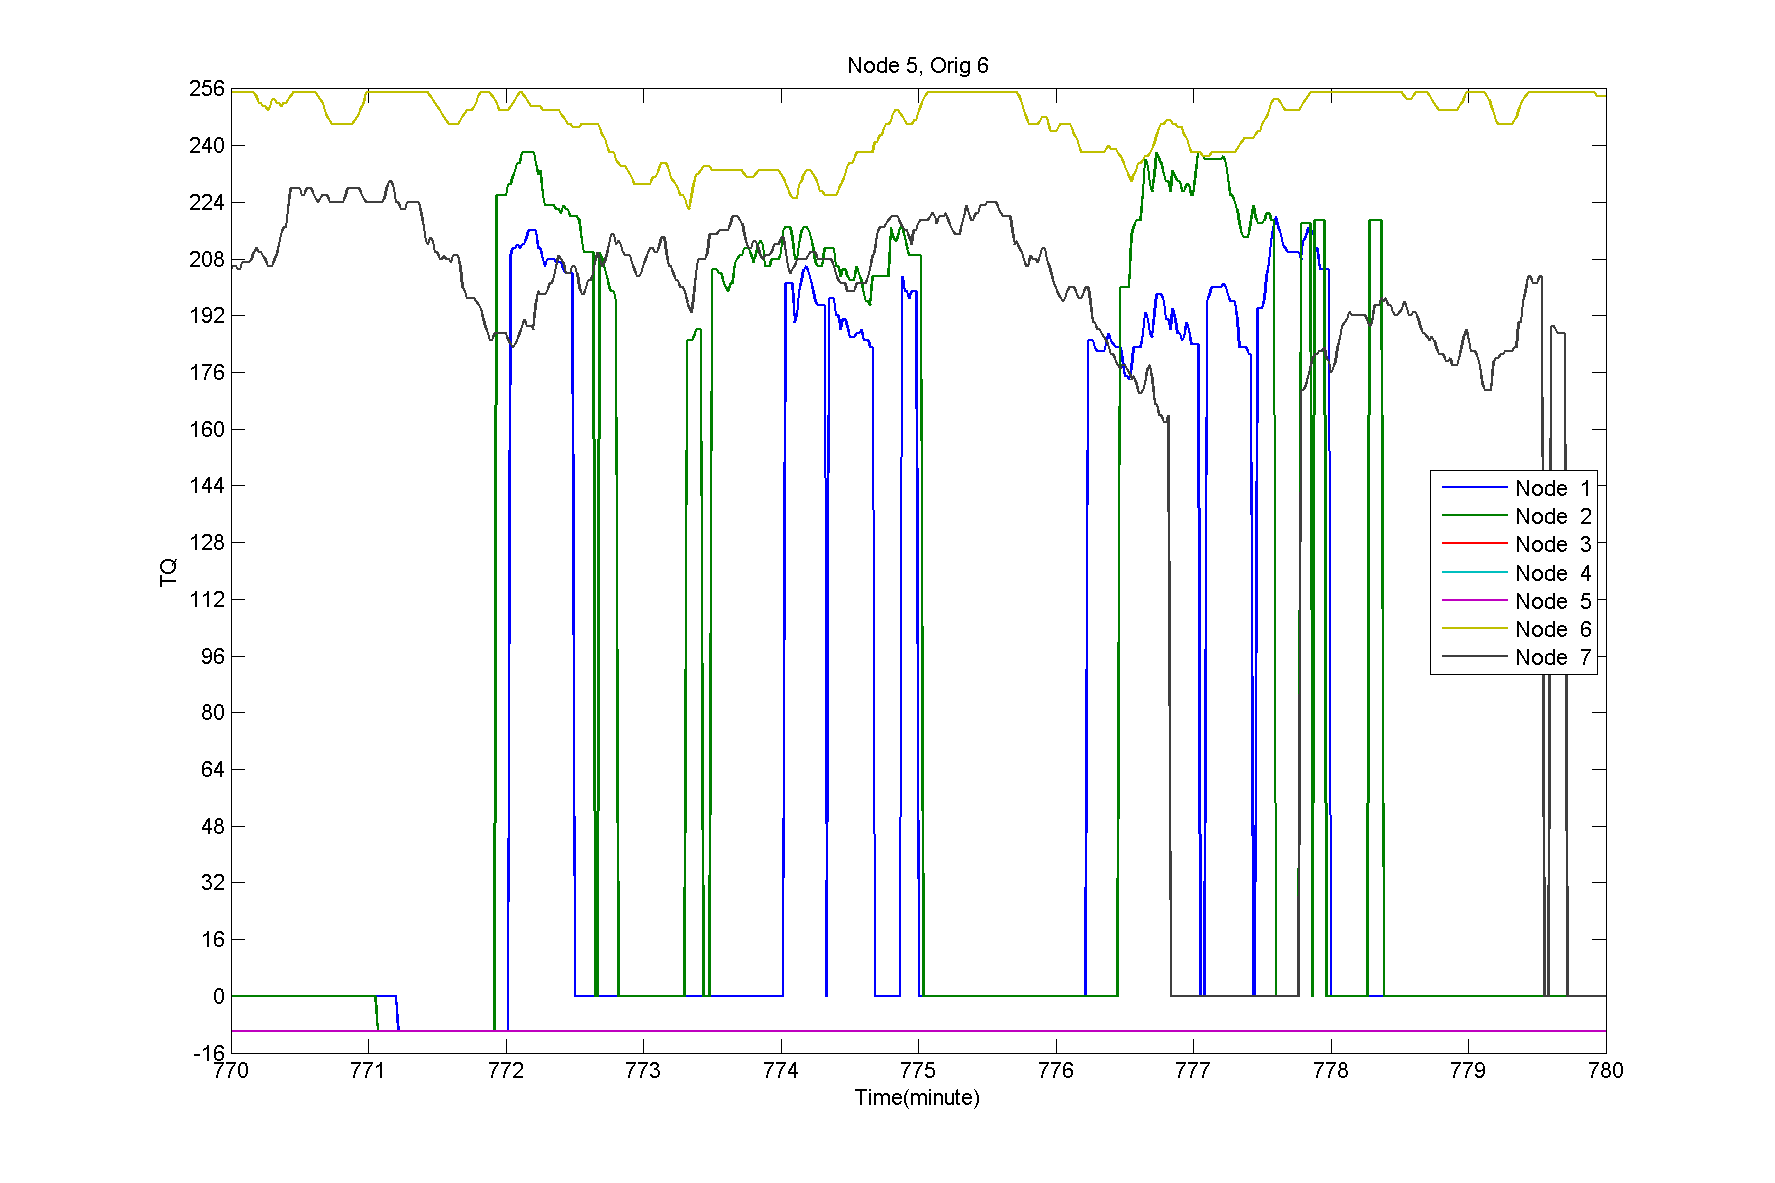 Node 5, Orig 6
256
240
224
208
192
176
160
144
128
112
96
80
64
48
32
16
0
-16
TQ
Node 1
Node 2
Node 3
Node 4
Node 5
Node 6
Node 7
770 771 772 773 774 775 776 777 778 779 780
Time(minute)